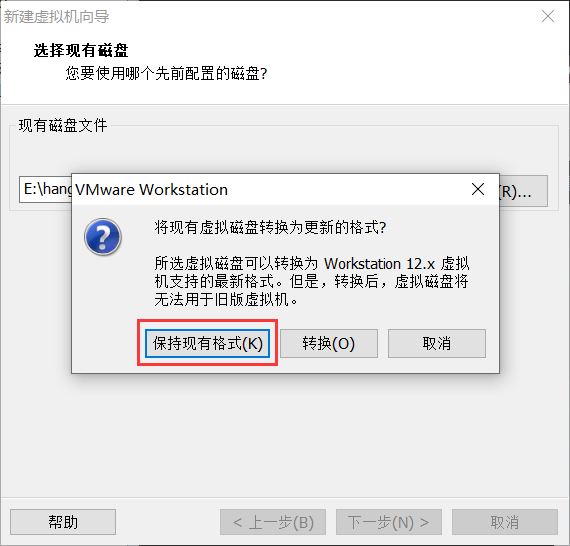 新建虚拟机向导
选择现有磁盘
您要使用哪个先前配置的磁盘?
现有磁盘文件
E:\hang
(R)...
VMware Workstation
将现有虚拟磁盘转换为更新的格式?
所选虚拟磁盘可以转换为 Workstation 12.x 虚拟
机支持的最新格式。但是，转换后，虚拟磁盘将
无法用于旧版虚拟机。
保持现有格式(K)
转换(O)
取消
帮助
< 上一步(B)
下一步(N) >
取消